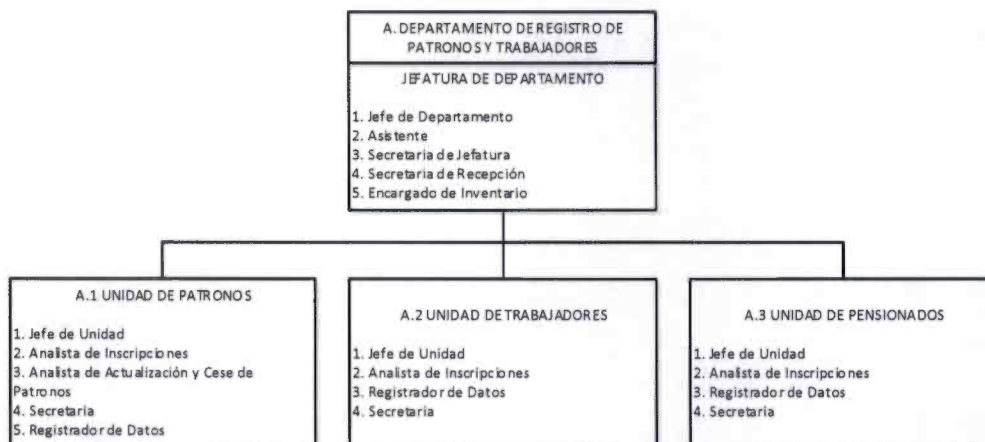 A. DEPARTAMENTO DE REGISTRO DE
PATRONOS Y TRABAJADORES
JEFATURA DE DEPARTAMENTO
1. Jefe de Departamento
2. Asistente
3. Secretaria de Jefatura
4. Secretaria de Recepción
5. Encargado de Inventario
A.1 UNIDAD DE PATRONOS
1. Jefe de Unidad
2. Analista de Inscripciones
3. Analista de Actualización y Cese de
Patronos
4. Secretaria
5. Registrador de Datos
A.2 UNIDAD DE TRABAJADORES
1. Jefe de Unidad
2. Analista de Inscripciones
3. Registrador de Datos
4. Secretaria
A.3 UNIDAD DE PENSIONADOS
1. Jefe de Unidad
2. Analista de Inscripciones
3. Registrador de Datos
4. Secretaria